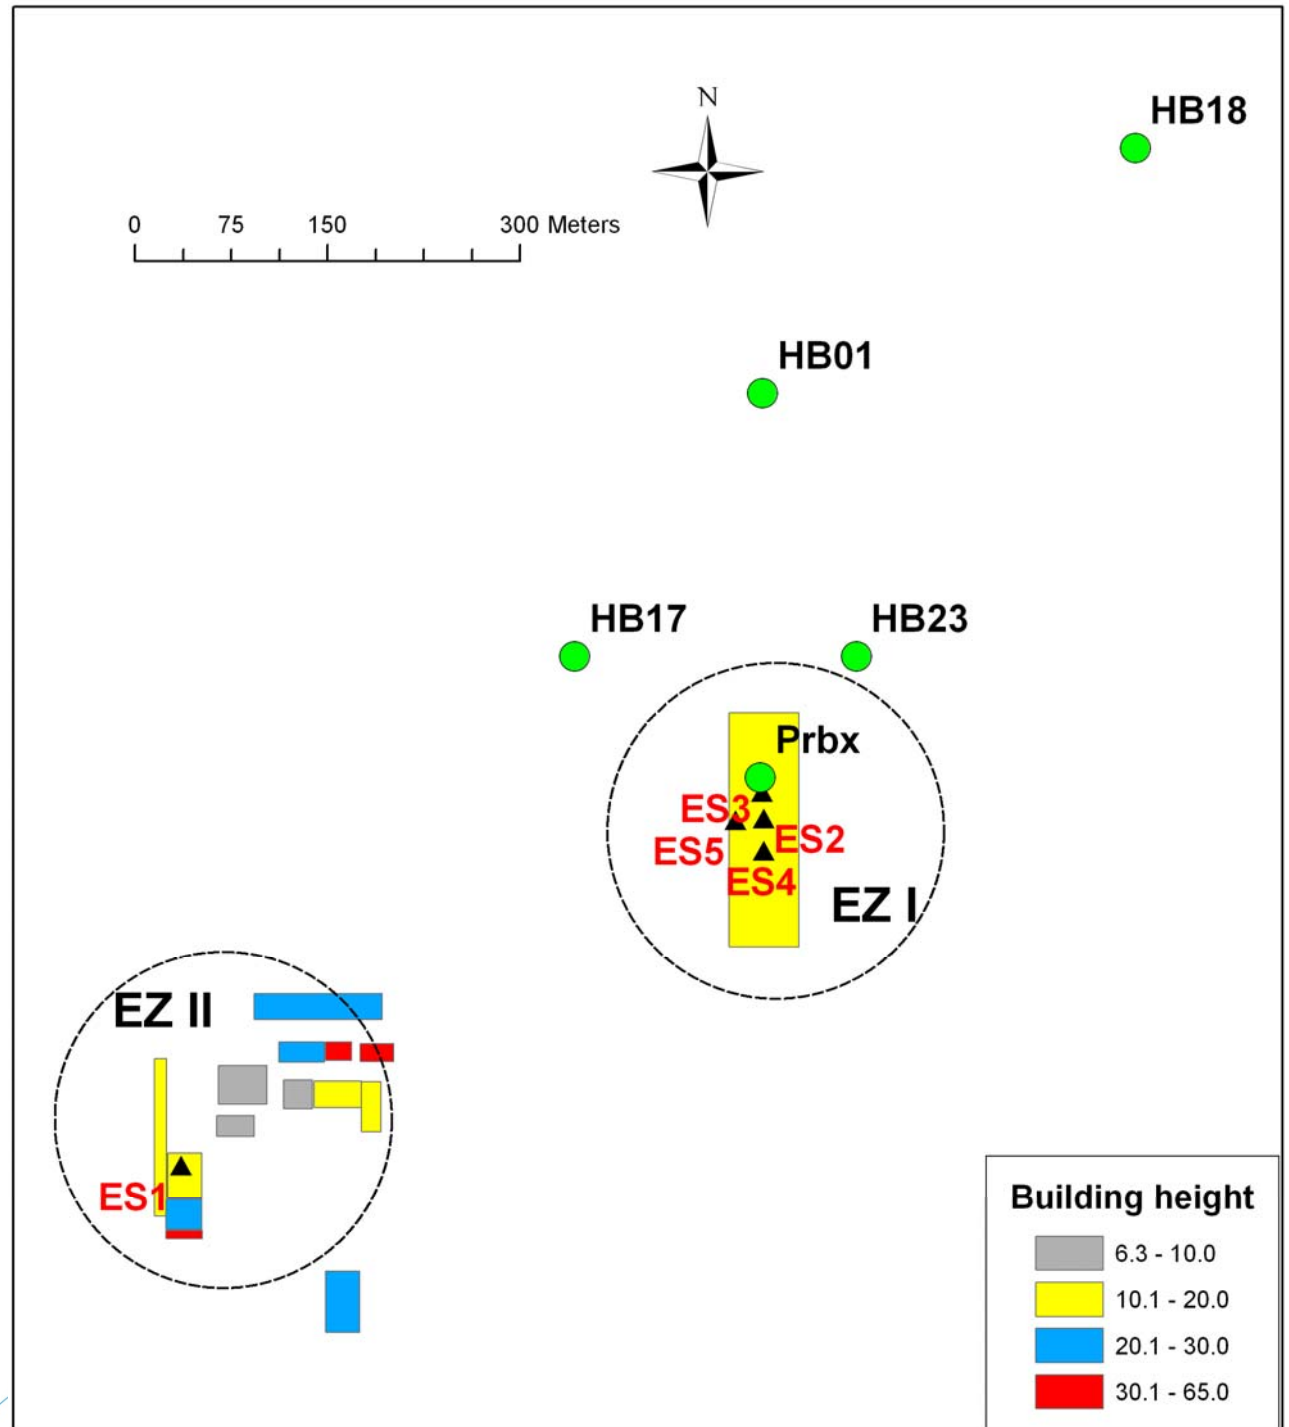 HB18
N
0 75 150 300 Meters
HB01
HB17
HB23
Prbx
ES3
ES2
ES5
ES4
EZ I
EZ II
ES1
Building height
6.3 - 10.0
10.1 - 20.0
20.1 - 30.0
30.1 - 65.0